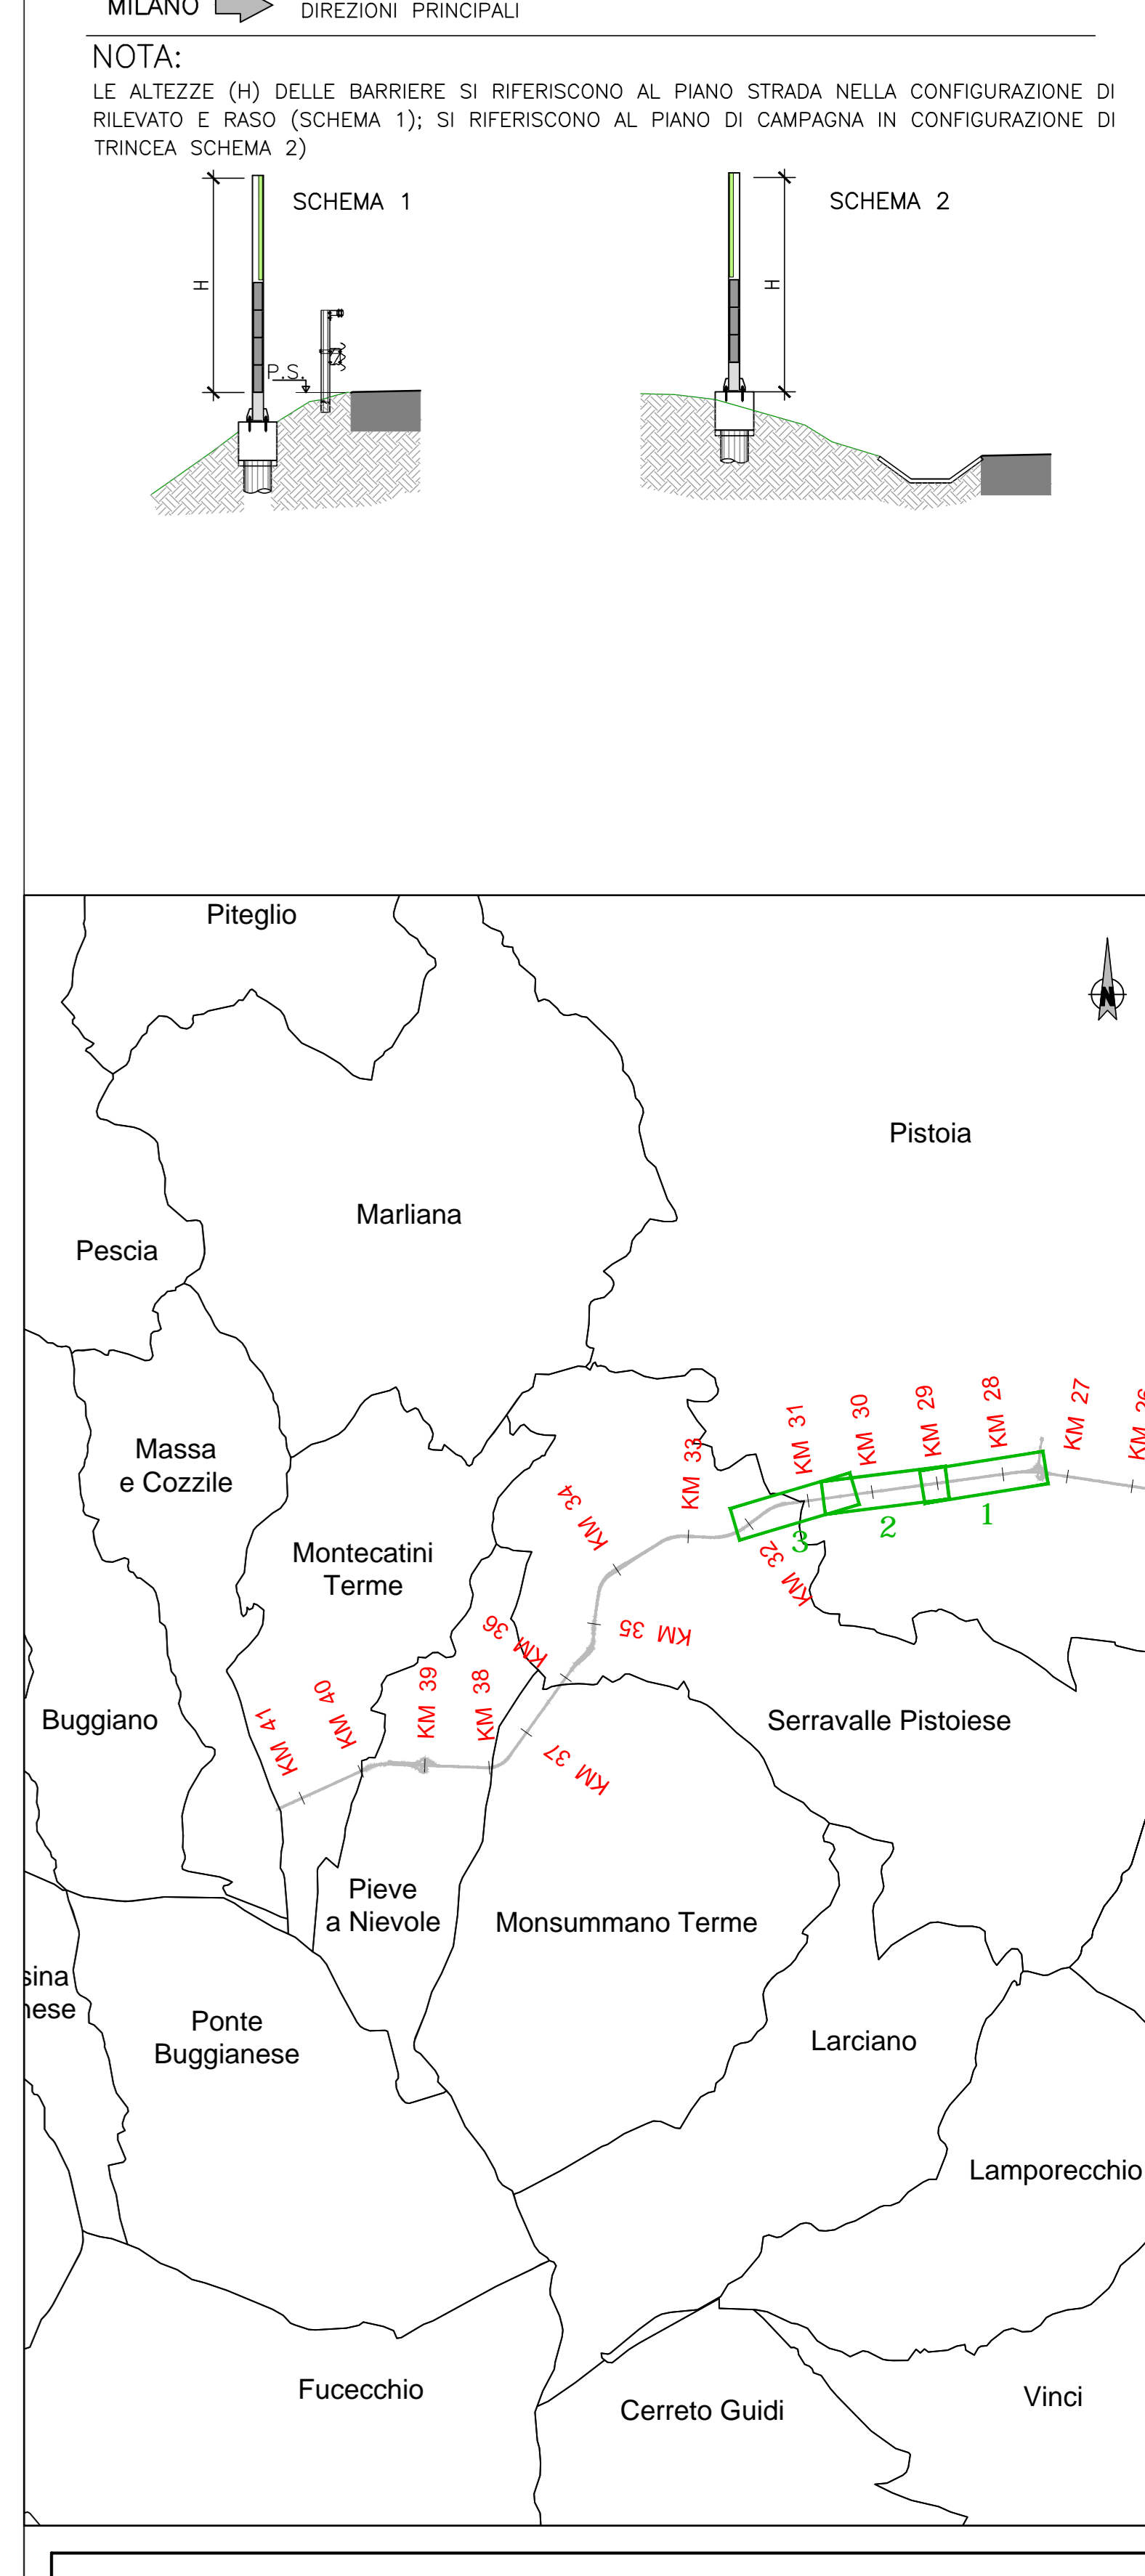 MILANO
DIREZIONI PRINCIPALI
NOTA:
LE ALTEZZE (H) DELLE BARRIERE SI RIFERISCONO AL PIANO STRADA NELLA CONFIGURAZIONE DI
RILEVATO E RASO (SCHEMA 1); SI RIFERISCONO AL PIANO DI CAMPAGNA IN CONFIGURAZIONE DI
TRINCEA SCHEMA 2)
SCHEMA 1
SCHEMA 2
H
H
P.S.
Piteglio
N
Pistoia
Marliana
Pescia
KM 27
KM 28
KM 29
KM 30
KM 31
KM 33
Massa
e Cozzile
KM 34
1
2
3
Montecatini
Terme
KM 32
KM 35
KM 36
KM 38
KM 39
KM 40
KM 41
Buggiano
Serravalle Pistoiese
KM 37
Pieve
a Nievole
Monsummano Terme
Ponte
Buggianese
Larciano
Lamporecchio
Fucecchio
Cerreto Guidi
Vinci